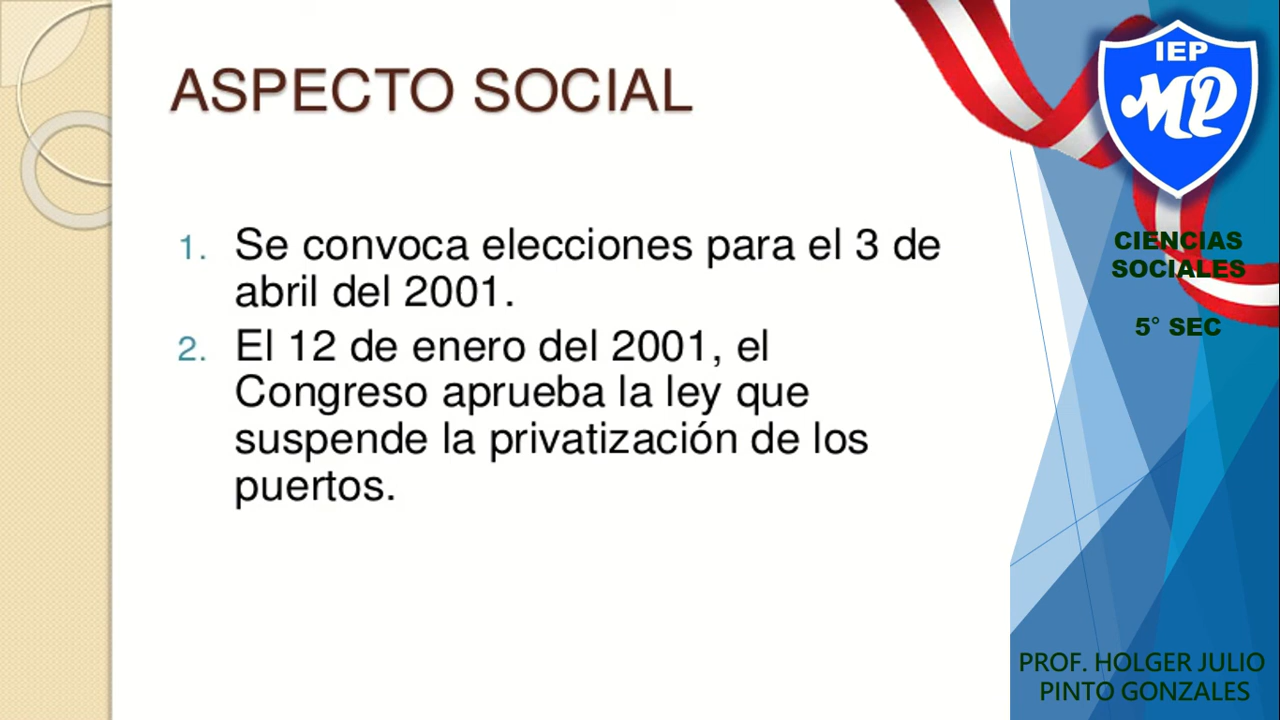 ASPECTO SOCIAL
1. Se convoca elecciones para el 3 de
abril del 2001.
2. El 12 de enero del 2001, el
Congreso aprueba la ley que
suspende la privatización de los
puertos.
IEP
MP
CIENCIAS
SOCIALES
5° SEC
PROF. HOLGER JULIO
PINTO GONZALES